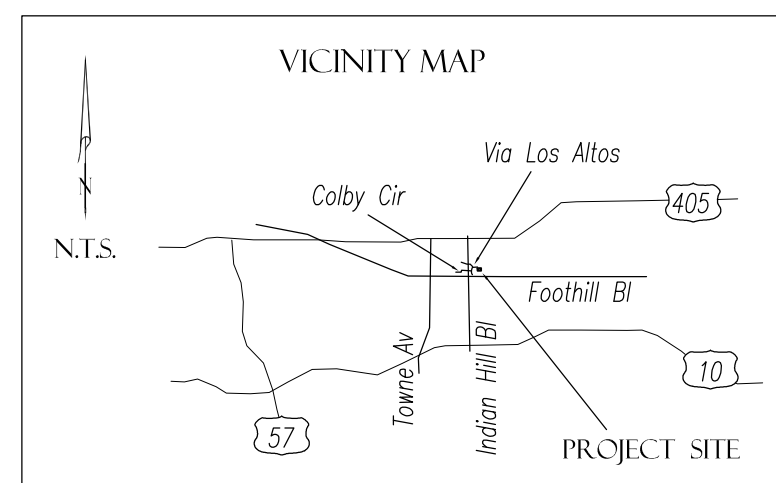 VICINITY MAP
N
N.T.S.
Via Los Altos
Colby Cir
405
Foothill Bl
Towne Av
Indian Hill Bl
10
57
PROJECT SITE